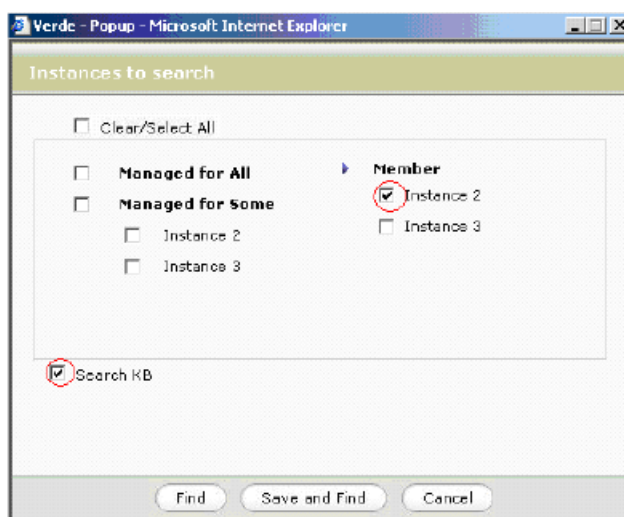 Verde - Popup - Microsoft Internet Explorer
Instances to search
Clear/Select All
Managed for All
Managed for Some
Instance 2
Instance 3
Member
Instance 2
Instance 3
Search KB
Find Save and Find Cancel